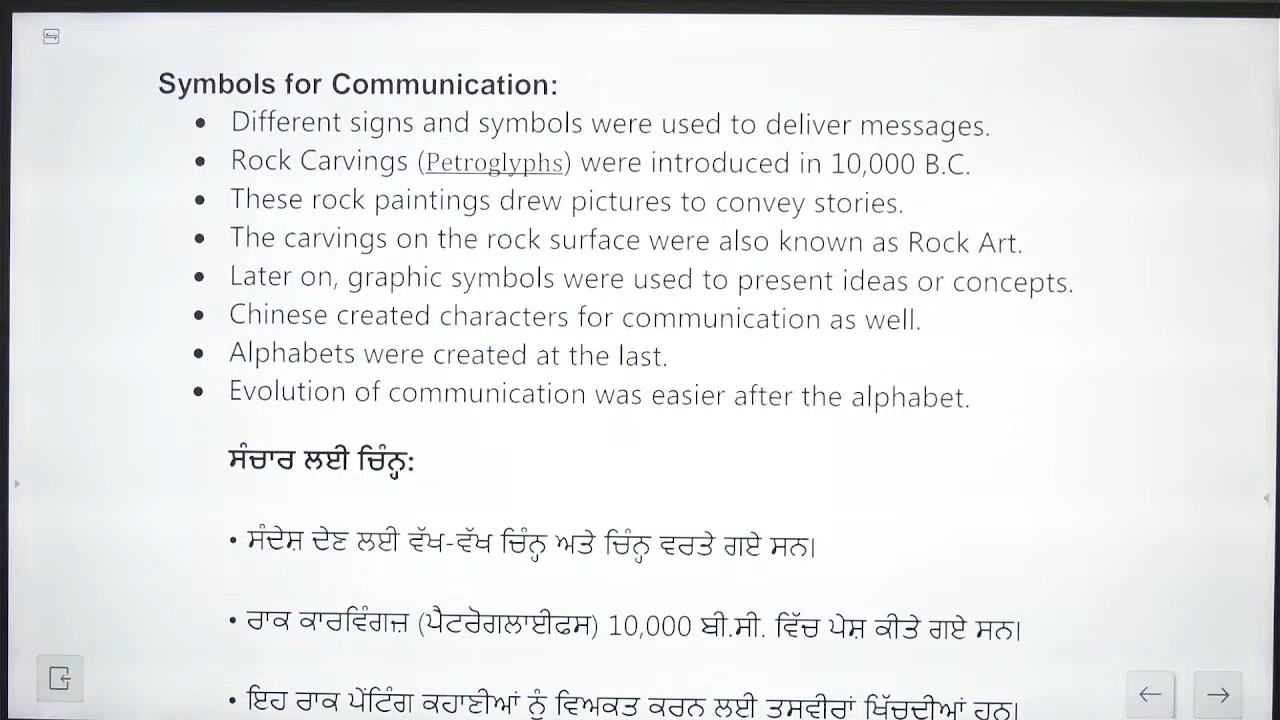 Symbols for Communication:
• Different signs and symbols were used to deliver messages.
• Rock Carvings (Petroglyphs) were introduced in 10,000 B.C.
• These rock paintings drew pictures to convey stories.
• The carvings on the rock surface were also known as Rock Art.
• Later on, graphic symbols were used to present ideas or concepts.
• Chinese created characters for communication as well.
• Alphabets were created at the last.
• Evolution of communication was easier after the alphabet.
ਸੰਚਾਰ ਲਈ ਚਿੰਨ੍ਹ:
• ਸੰਦੇਸ਼ ਦੇਣ ਲਈ ਵੱਖ-ਵੱਖ ਚਿੰਨ੍ਹ ਅਤੇ ਚਿੰਨ੍ਹ ਵਰਤੇ ਗਏ ਸਨ।
• ਰਾਕ ਕਾਰਵਿੰਗਜ਼ (ਪੈਟਰੋਗਲਾਈਫਸ) 10,000 ਬੀ.ਸੀ. ਵਿੱਚ ਪੇਸ਼ ਕੀਤੇ ਗਏ ਸਨ।
• ਇਹ ਰਾਕ ਪੇਂਟਿੰਗ ਕਹਾਣੀਆਂ ਨੂੰ ਵਿਅਕਤ ਕਰਨ ਲਈ ਤਸਵੀਰਾਂ ਖਿੱਚਦੀਆਂ ਹਨ।